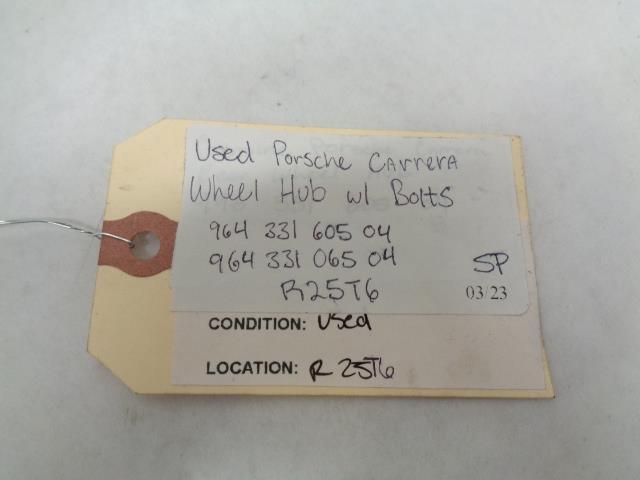 Used Porsche CArrerA
Wheel Hub w/ Bolts
964 331 605 04
964 331 065 04
SP
R25T6
03/23
CONDITION: Used
LOCATION: R 25T6